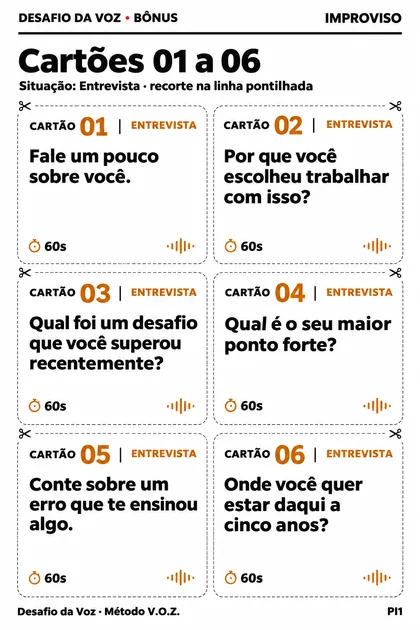 DESAFIO DA VOZ • BÔNUS
IMPROVISO
Cartões 01 a 06
Situação: Entrevista · recorte na linha pontilhada
CARTÃO 01 | ENTREVISTA
Fale um pouco
sobre você.
60s
CARTÃO 02 | ENTREVISTA
Por que você
escolheu trabalhar
com isso?
60s
CARTÃO 03 | ENTREVISTA
Qual foi um desafio
que você superou
recentemente?
60s
CARTÃO 04 | ENTREVISTA
Qual é o seu maior
ponto forte?
60s
CARTÃO 05 | ENTREVISTA
Conte sobre um
erro que te ensinou
algo.
60s
CARTÃO 06 | ENTREVISTA
Onde você quer
estar daqui a
cinco anos?
60s
Desafio da Voz · Método V.O.Z.
PI1